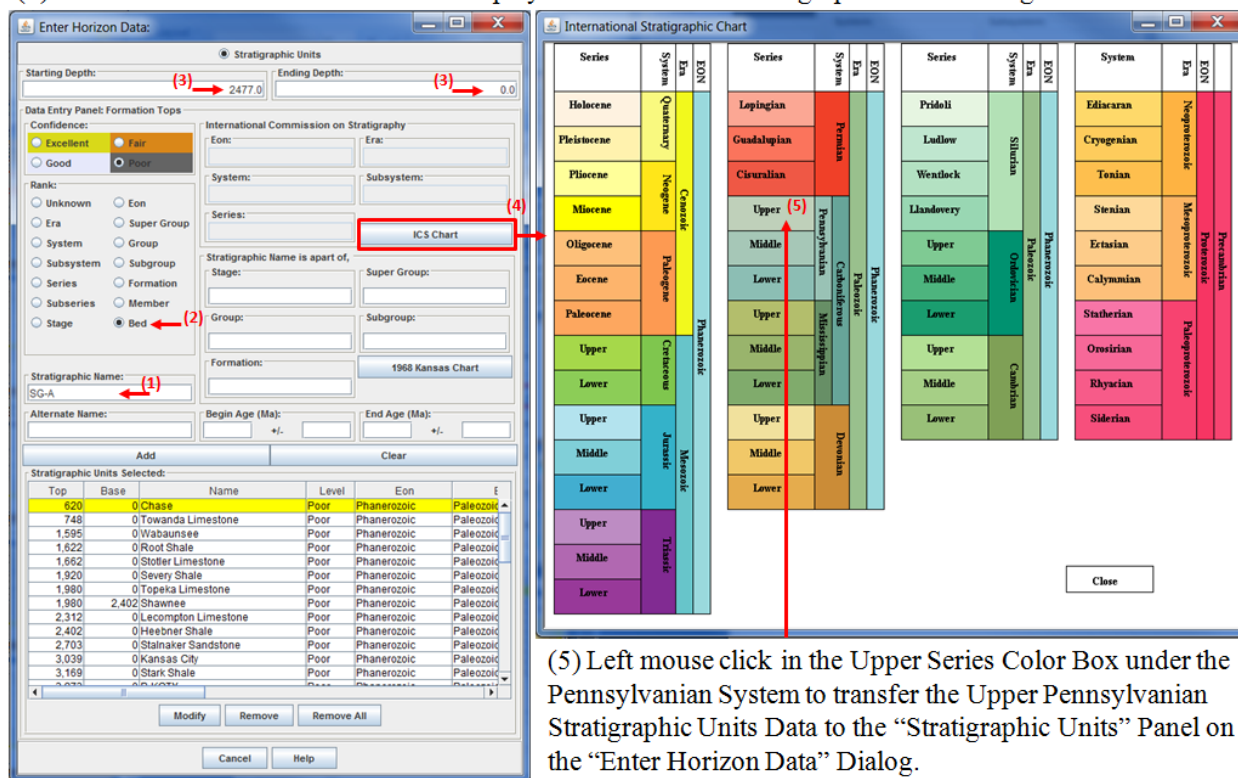 Enter Horizon Data:
Stratigraphic Units
Starting Depth:
Ending Depth:
(3)
2477.0
(3)
0.0
Data Entry Panel: Formation Tops
Confidence:
Excellent
Fair
Good
Poor
Rank:
Unknown
Eon
Era
Super Group
System
Group
Subsystem
Subgroup
Series
Formation
Subseries
Member
Stage
Bed
(2)
Stratigraphic Name:
(1)
SG-A
International Commission on Stratigraphy
Eon:
Era:
System:
Subsystem:
Series:
ICS Chart
(4)
Stratigraphic Name is apart of,
Stage:
Super Group:
Group:
Subgroup:
Formation:
1968 Kansas Chart
Alternate Name:
Begin Age (Ma):
+/-
End Age (Ma):
+/-
Add
Clear
Stratigraphic Units Selected:
Top Base Name Level Eon
620 0 Chase Poor Phanerozoic Paleozoic
748 0 Towanda Limestone Poor Phanerozoic Paleozoic
1,595 0 Wabaunsee Poor Phanerozoic Paleozoic
1,622 0 Root Shale Poor Phanerozoic Paleozoic
1,662 0 Stotler Limestone Poor Phanerozoic Paleozoic
1,920 0 Severy Shale Poor Phanerozoic Paleozoic
1,980 0 Topeka Limestone Poor Phanerozoic Paleozoic
1,980 2,402 Shawnee Poor Phanerozoic Paleozoic
2,312 0 Lecompton Limestone Poor Phanerozoic Paleozoic
2,402 0 Heebner Shale Poor Phanerozoic Paleozoic
2,703 0 Stalnaker Sandstone Poor Phanerozoic Paleozoic
3,039 0 Kansas City Poor Phanerozoic Paleozoic
3,169 0 Stark Shale Poor Phanerozoic Paleozoic
Modify
Remove
Remove All
Cancel
Help
International Stratigraphic Chart
Series System Era EON
Holocene
Pleistocene
Pliocene
Miocene
Oligocene
Eocene
Paleocene
Upper
Lower
Upper
Middle
Lower
Upper
Middle
Lower
Quaternary
Neogene
Paleogene
Cretaceous
Jurassic
Triassic
Cenozoic
Mesozoic
Phanerozoic
Series System Era EON
Lopingian
Guadalupian
Cisuralian
Upper
(5)
Middle
Lower
Upper
Middle
Lower
Upper
Middle
Lower
Permian
Pennsylvanian
Mississippian
Carboniferous
Devonian
Paleozoic
Phanerozoic
Series System Era EON
Pridoli
Ludlow
Wentlock
Llandovery
Upper
Middle
Lower
Upper
Middle
Lower
Silurian
Ordovician
Cambrian
Paleozoic
Phanerozoic
System Era EON
Ediacaran
Cryogenian
Tonian
Stenian
Ectasian
Calymmian
Statherian
Orosirian
Rhyacian
Siderian
Neoproterozoic
Mesoproterozoic
Paleoproterozoic
Proterozoic
Precambrian
Close
(5) Left mouse click in the Upper Series Color Box under the
Pennsylvanian System to transfer the Upper Pennsylvanian
Stratigraphic Units Data to the “Stratigraphic Units” Panel on
the “Enter Horizon Data” Dialog.